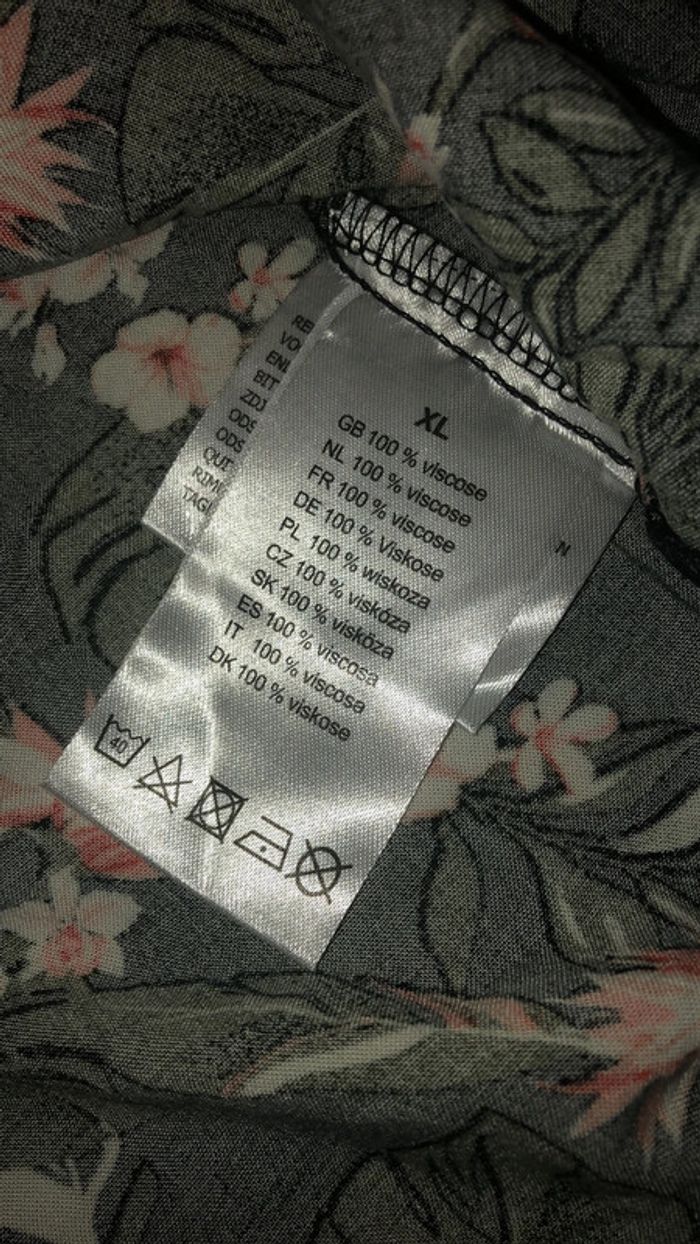 XL
GB 100 % viscose
NL 100 % viscose
FR 100 % viscose
DE 100 % Viskose
PL 100 % wiskoza
CZ 100 % viskóza
SK 100 % viskóza
ES 100 % viscosa
IT 100 % viscosa
DK 100 % viskose
40
N